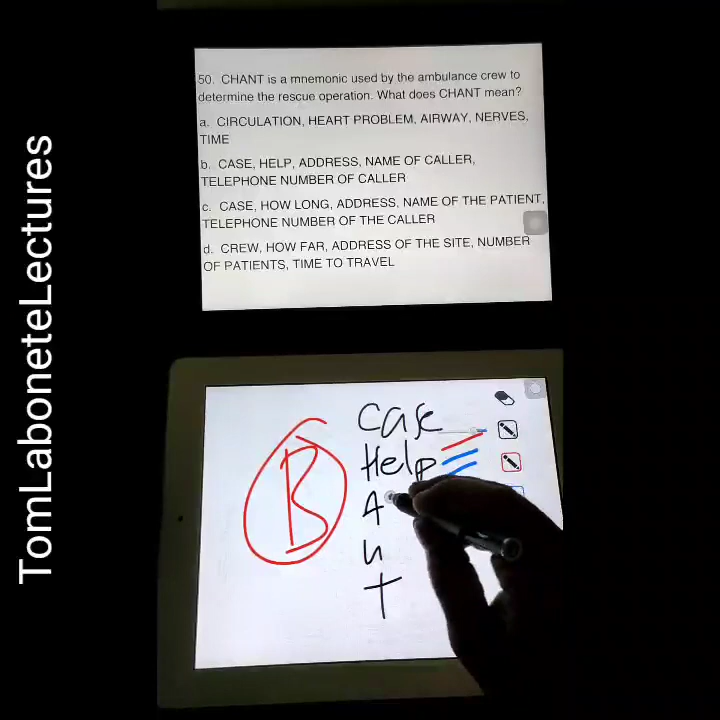 50. CHANT is a mnemonic used by the ambulance crew to
determine the rescue operation. What does CHANT mean?
a. CIRCULATION, HEART PROBLEM, AIRWAY, NERVES,
TIME
b. CASE, HELP, ADDRESS, NAME OF CALLER,
TELEPHONE NUMBER OF CALLER
c. CASE, HOW LONG, ADDRESS, NAME OF THE PATIENT,
TELEPHONE NUMBER OF THE CALLER
d. CREW, HOW FAR, ADDRESS OF THE SITE, NUMBER
OF PATIENTS, TIME TO TRAVEL
TomLaboneteLectures
B
Case
Help
A
n
T